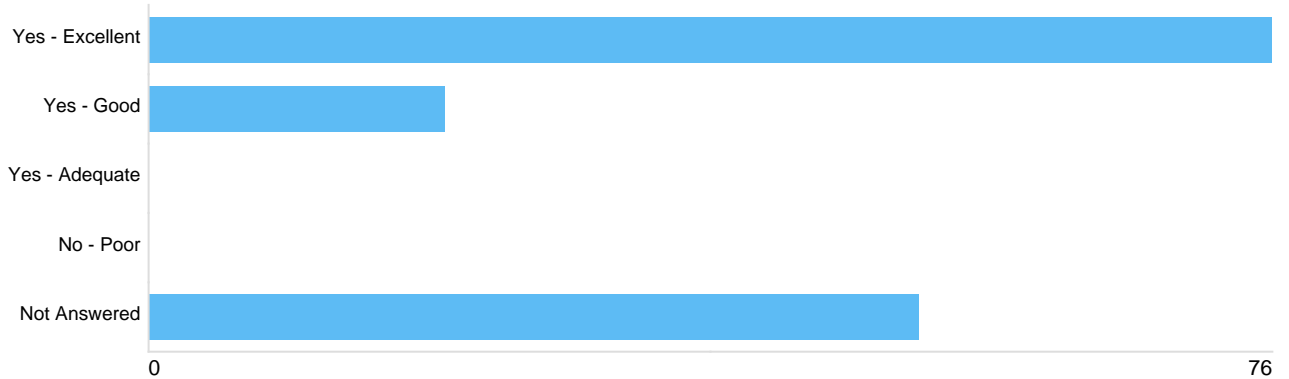 Yes - Excellent
Yes - Good
Yes - Adequate
No - Poor
Not Answered
0 76